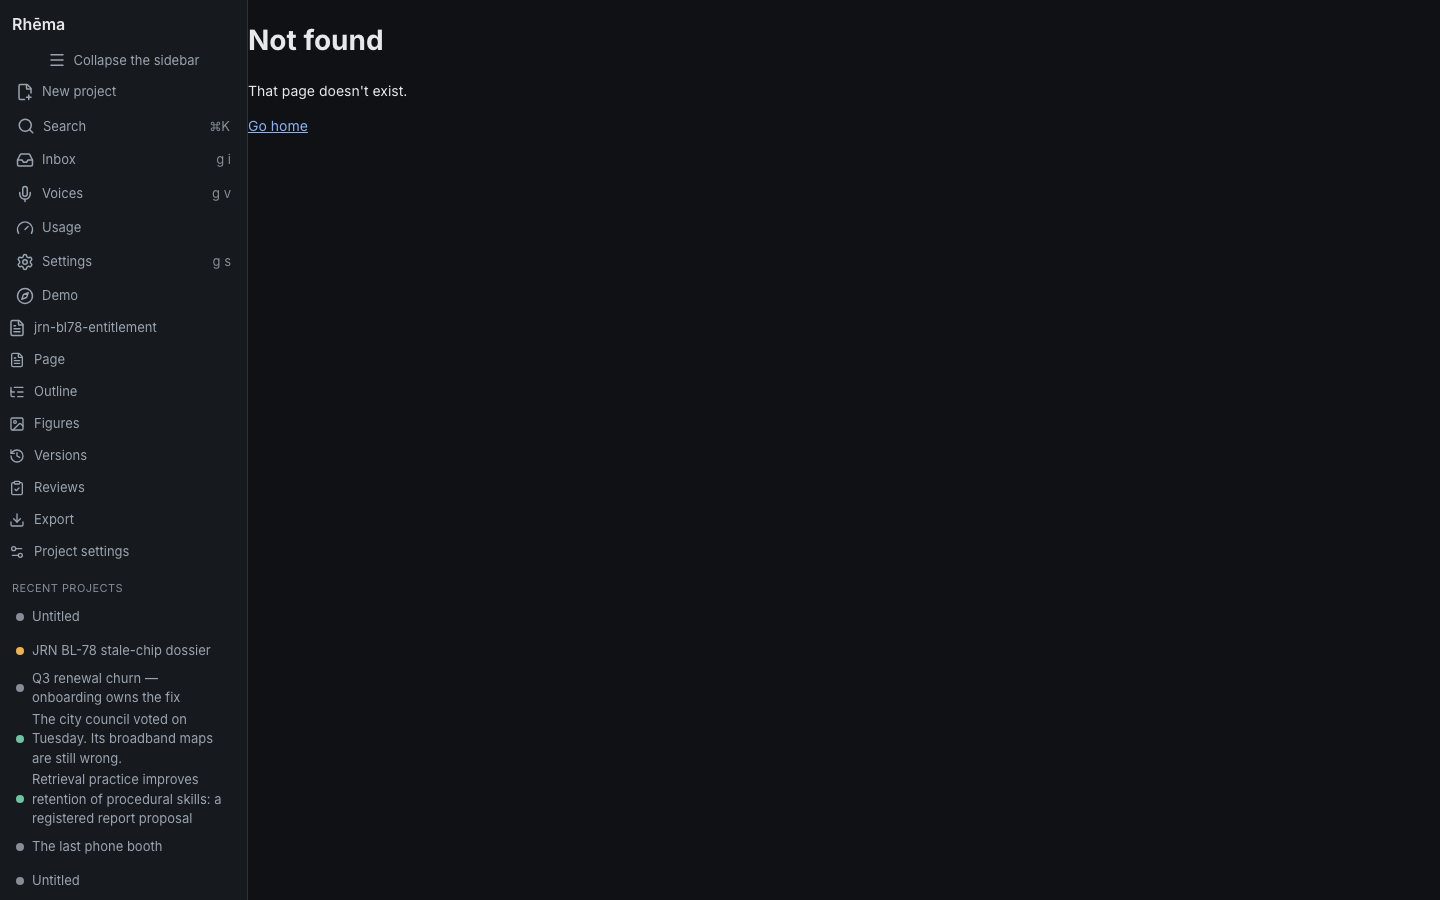 Rhēma
Collapse the sidebar
New project
Search ⌘K
Inbox g i
Voices g v
Usage
Settings g s
Demo
jrn-bl78-entitlement
Page
Outline
Figures
Versions
Reviews
Export
Project settings
RECENT PROJECTS
Untitled
JRN BL-78 stale-chip dossier
Q3 renewal churn —
onboarding owns the fix
The city council voted on
Tuesday. Its broadband maps
are still wrong.
Retrieval practice improves
retention of procedural skills: a
registered report proposal
The last phone booth
Untitled
Not found
That page doesn't exist.
Go home